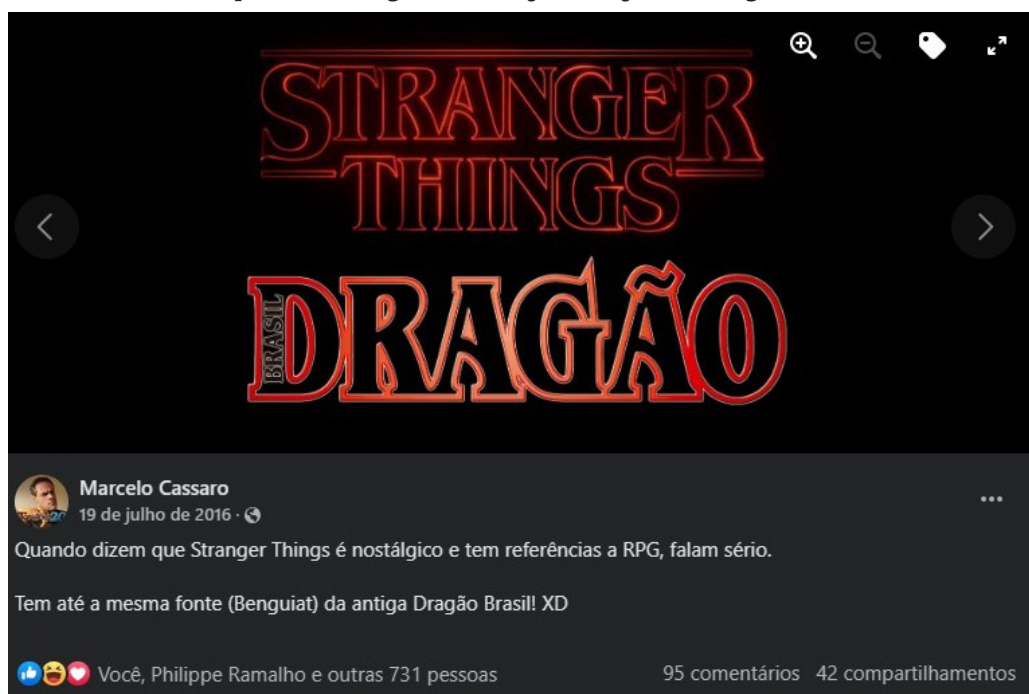 STRANGER
THINGS
BRASIL
DRAGÃO
Marcelo Cassaro
19 de julho de 2016 ·
Quando dizem que Stranger Things é nostálgico e tem referências a RPG, falam sério.
Tem até a mesma fonte (Benguiat) da antiga Dragão Brasil! XD
Você, Philippe Ramalho e outras 731 pessoas
95 comentários 42 compartilhamentos